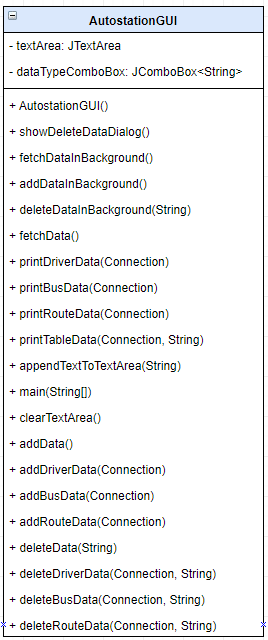 AutostationGUI
- textArea: JTextArea
- dataTypeComboBox: JComboBox<String>
+ AutostationGUI()
+ showDeleteDataDialog()
+ fetchDataInBackground()
+ addDataInBackground()
+ deleteDataInBackground(String)
+ fetchData()
+ printDriverData(Connection)
+ printBusData(Connection)
+ printRouteData(Connection)
+ printTableData(Connection, String)
+ appendTextToTextArea(String)
+ main(String[])
+ clearTextArea()
+ addData()
+ addDriverData(Connection)
+ addBusData(Connection)
+ addRouteData(Connection)
+ deleteData(String)
+ deleteDriverData(Connection, String)
+ deleteBusData(Connection, String)
+ deleteRouteData(Connection, String)